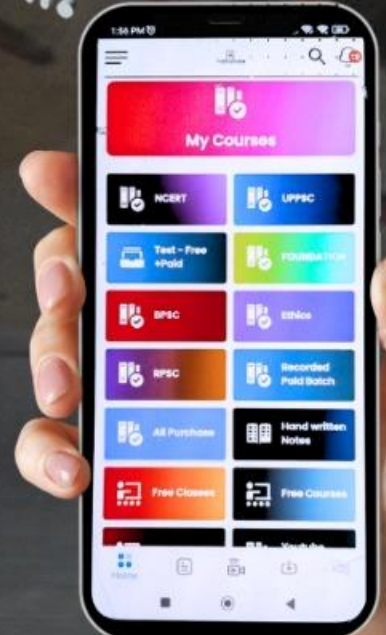 1:56 PM
My Courses
NCERT
UPPSC
Test - Free
+Paid
FOUNDATION
BPSC
Ethics
RPSC
Recorded
Paid Batch
All Purchase
Hand written
Notes
Free Classes
Free Courses
Youtube
Home